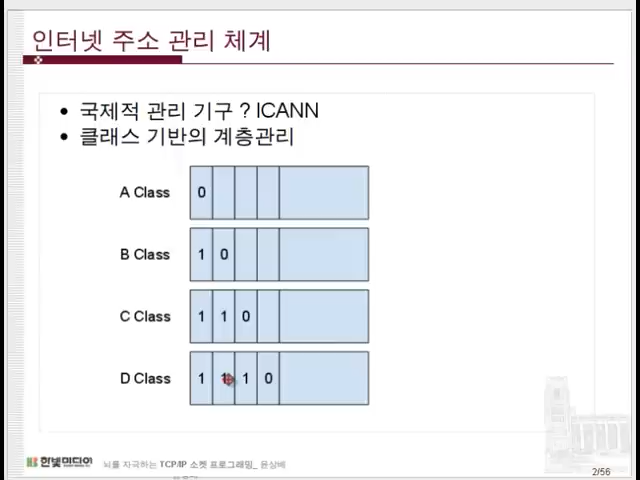 인터넷 주소 관리 체계
• 국제적 관리 기구 ? ICANN
• 클래스 기반의 계층관리
A Class 0
B Class 1 0
C Class 1 1 0
D Class 1 1 1 0
한빛미디어 뇌를 자극하는 TCP/IP 소켓 프로그래밍_ 윤상배
2/56